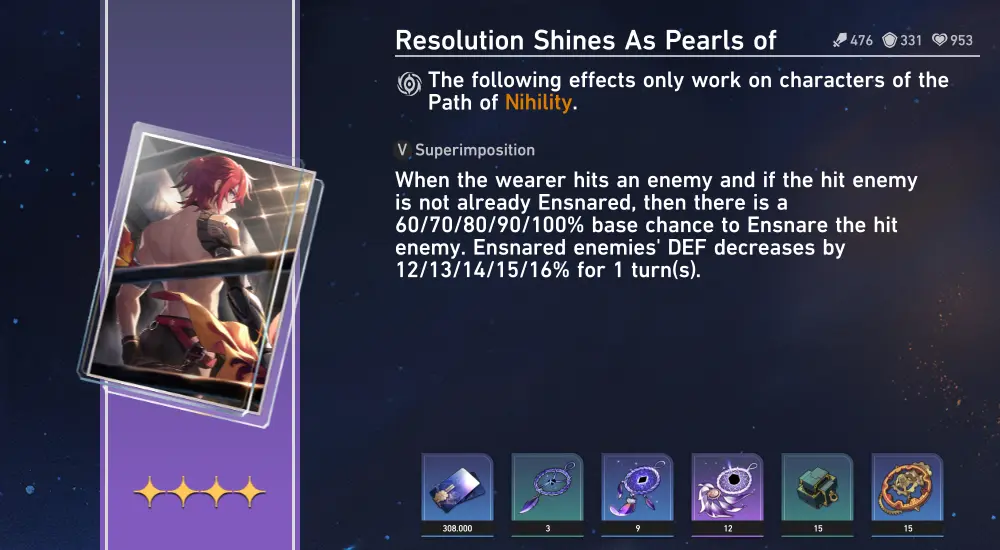 Resolution Shines As Pearls of
476 331 953
The following effects only work on characters of the
Path of Nihility.
V Superimposition
When the wearer hits an enemy and if the hit enemy
is not already Ensnared, then there is a
60/70/80/90/100% base chance to Ensnare the hit
enemy. Ensnared enemies' DEF decreases by
12/13/14/15/16% for 1 turn(s).
308.000 3 9 12 15 15